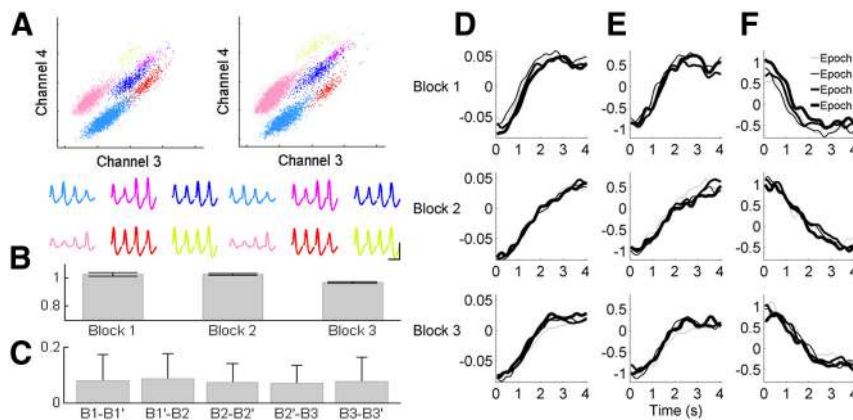 A
Channel 4
Channel 3
Channel 3
B
1
0.8
Block 1
Block 2
Block 3
C
0.2
0
B1-B1'
B1'-B2
B2-B2'
B2'-B3
B3-B3'
D
E
F
Block 1
0.05
0
-0.05
0 1 2 3 4
0.5
0
-0.5
-1
0 1 2 3 4
1
0.5
0
-0.5
0 1 2 3 4
Epoch
Epoch
Epoch
Epoch
Block 2
0.05
0
-0.05
0 1 2 3 4
0.5
0
-0.5
-1
0 1 2 3 4
1
0.5
0
-0.5
0 1 2 3 4
Block 3
0.05
0
-0.05
0 1 2 3 4
0.5
0
-0.5
-1
0 1 2 3 4
1
0.5
0
-0.5
0 1 2 3 4
Time (s)